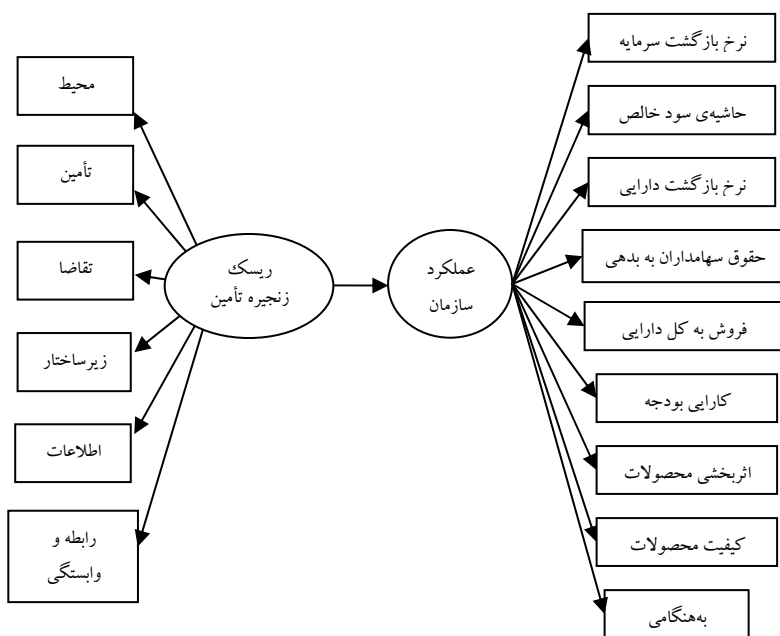 نرخ بازگشت سرمایه
حاشیه‌ی سود خالص
نرخ بازگشت دارایی
حقوق سهامداران به بدهی
فروش به کل دارایی
کارایی بودجه
اثربخشی محصولات
کیفیت محصولات
به‌هنگامی
عملکرد
سازمان
ریسک
زنجیره تأمین
محیط
تأمین
تقاضا
زیرساختار
اطلاعات
رابطه و
وابستگی